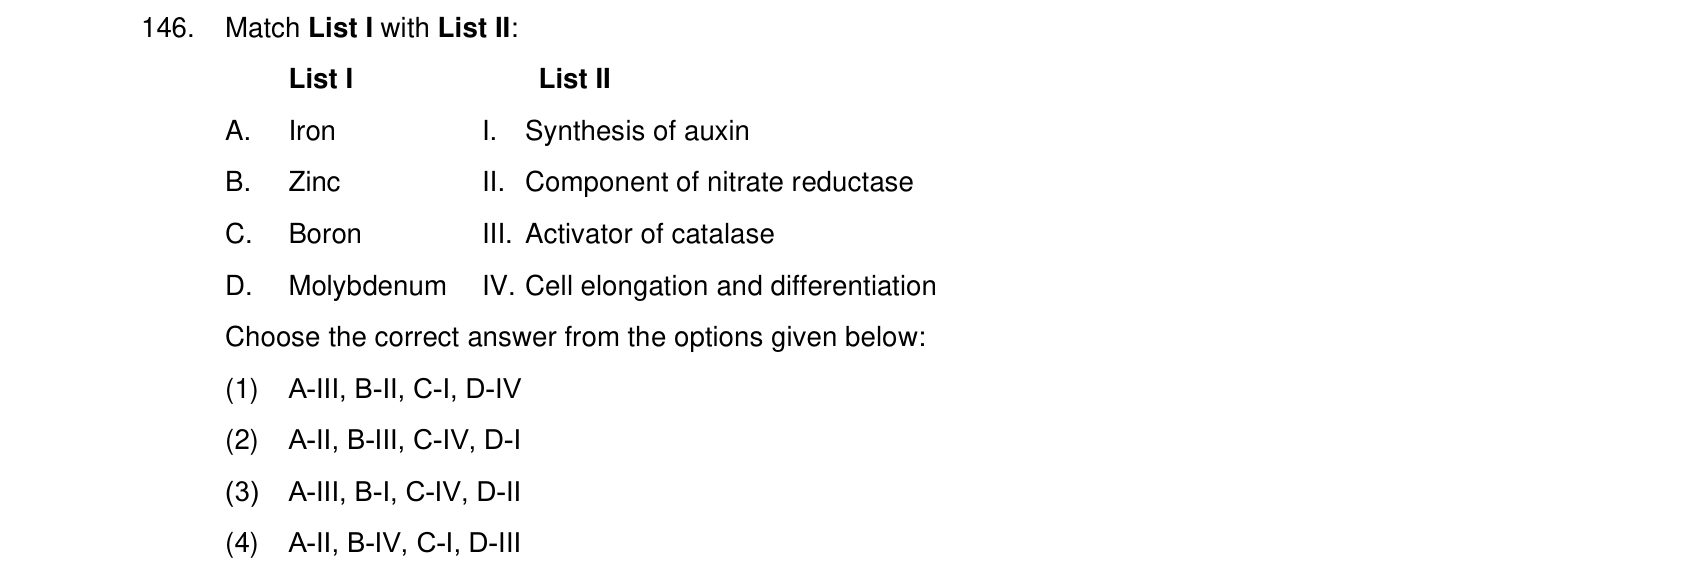 146. Match List I with List II:
List I List II
A. Iron I. Synthesis of auxin
B. Zinc II. Component of nitrate reductase
C. Boron III. Activator of catalase
D. Molybdenum IV. Cell elongation and differentiation
Choose the correct answer from the options given below:
(1) A-III, B-II, C-I, D-IV
(2) A-II, B-III, C-IV, D-I
(3) A-III, B-I, C-IV, D-II
(4) A-II, B-IV, C-I, D-III